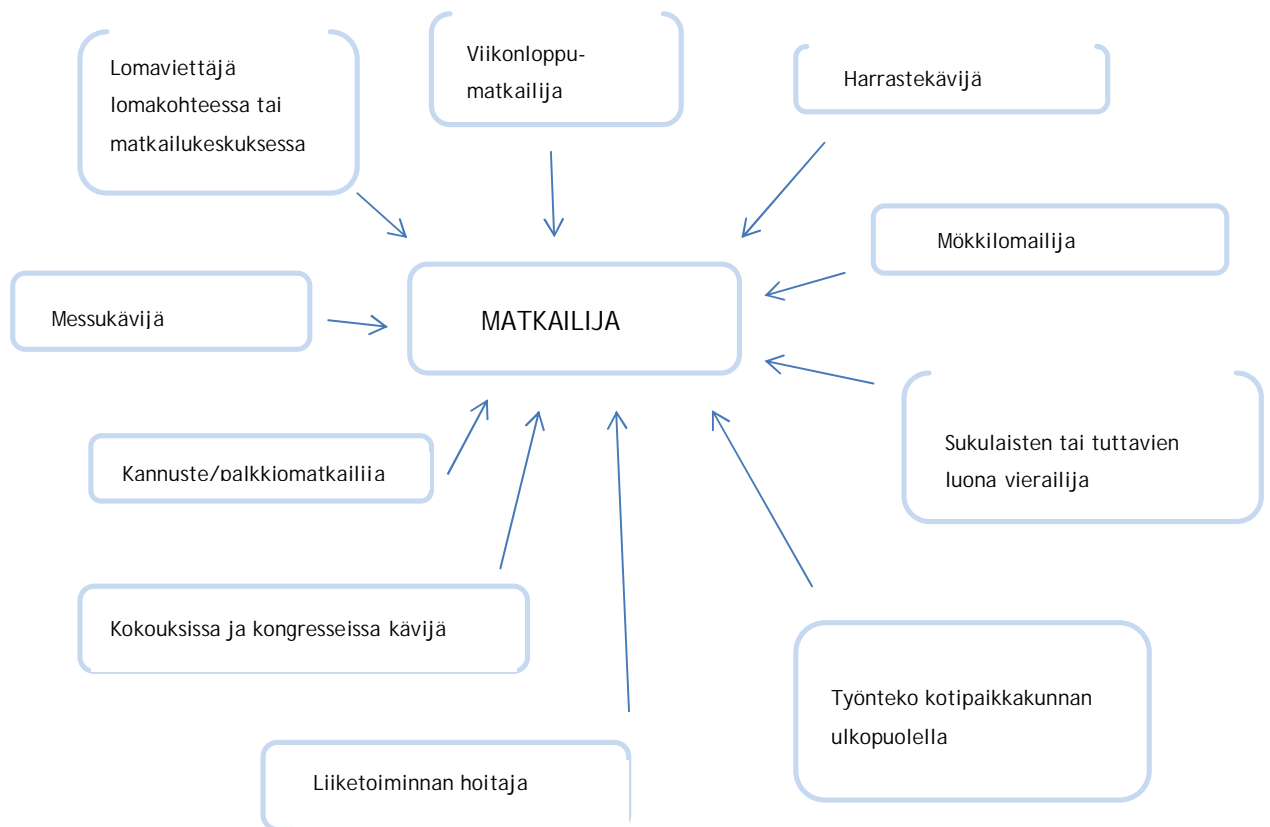 Lomaviettäjä
lomakohteessa tai
matkailukeskuksessa
Viikonloppu-
matkailija
Harrastekävijä
Mökkilomailija
Messukävijä
MATKAILIJA
Sukulaisten tai tuttavien
luona vierailija
Kannuste/palkkiomatkailija
Kokouksissa ja kongresseissa kävijä
Työnteko kotipaikkakunnan
ulkopuolella
Liiketoiminnan hoitaja